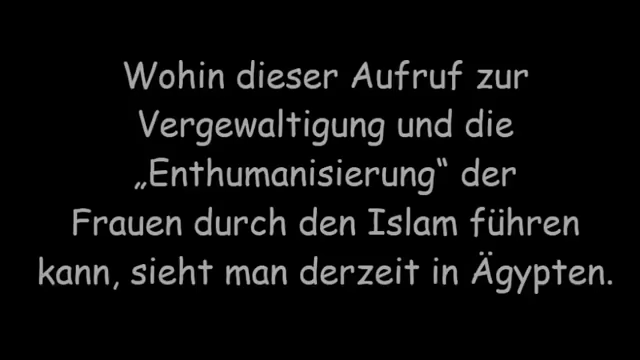 Wohin dieser Aufruf zur
Vergewaltigung und die
„Enthumanisierung“ der
Frauen durch den Islam führen
kann, sieht man derzeit in Ägypten.